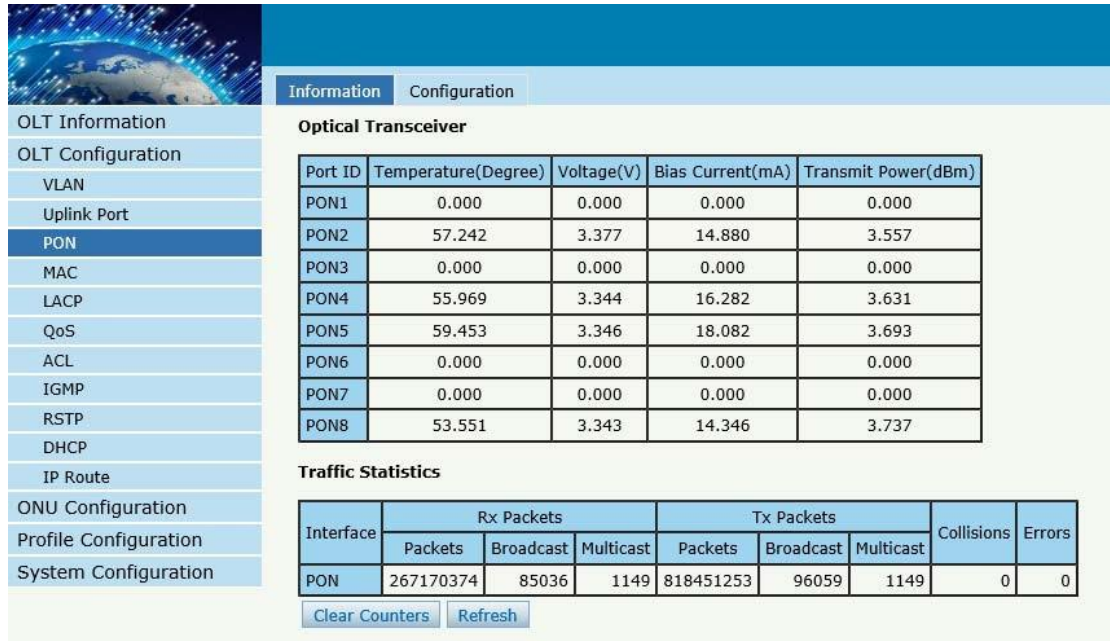 Information Configuration
OLT Information
OLT Configuration
VLAN
Uplink Port
PON
MAC
LACP
QoS
ACL
IGMP
RSTP
DHCP
IP Route
ONU Configuration
Profile Configuration
System Configuration
Optical Transceiver
Port ID Temperature(Degree) Voltage(V) Bias Current(mA) Transmit Power(dBm)
PON1 0.000 0.000 0.000 0.000
PON2 57.242 3.377 14.880 3.557
PON3 0.000 0.000 0.000 0.000
PON4 55.969 3.344 16.282 3.631
PON5 59.453 3.346 18.082 3.693
PON6 0.000 0.000 0.000 0.000
PON7 0.000 0.000 0.000 0.000
PON8 53.551 3.343 14.346 3.737
Traffic Statistics
Interface Rx Packets Tx Packets Collisions Errors
Packets Broadcast Multicast Packets Broadcast Multicast
PON 267170374 85036 1149 818451253 96059 1149 0 0
Clear Counters Refresh